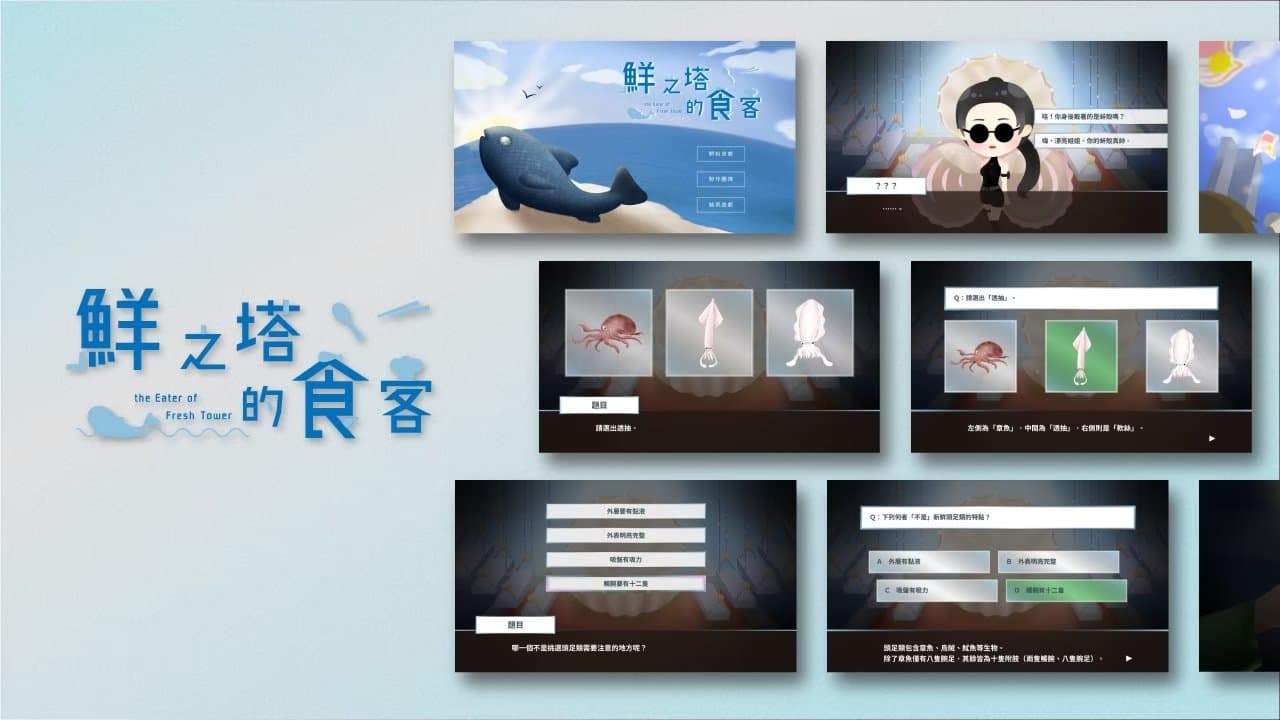 鮮之塔
的食客
the Eater of
Fresh Tower
鮮之塔
的食客
the Eater of
Fresh Tower
開始遊戲
製作團隊
結束遊戲
哇！你身後戴著的是蚌殼嗎？
嗨，漂亮姐姐，你的蚌殼真帥。
？？？
......。
題目
請選出透抽。
Q：請選出「透抽」。
左側為「章魚」，中間為「透抽」，右側則是「軟絲」。
外層要有黏液
外表明亮完整
吸盤有吸力
觸腕要有十二隻
題目
哪一個不是挑選頭足類需要注意的地方呢？
Q：下列何者「不是」新鮮頭足類的特點？
A 外層有黏液
B 外表明亮完整
C 吸盤有吸力
D 觸腕有十二隻
頭足類包含章魚、烏賊、魷魚等生物。
除了章魚僅有八隻腕足，其餘皆為十隻附肢（兩隻觸腕、八隻腕足）。